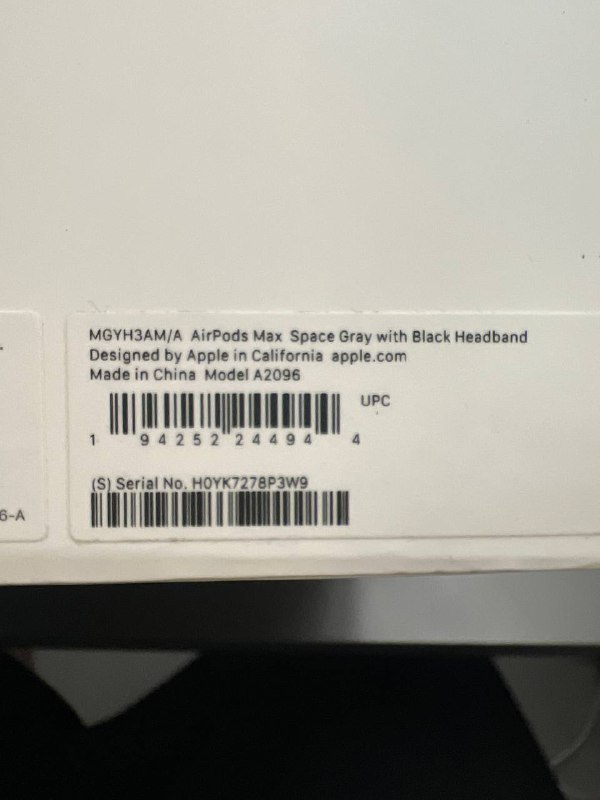 MGYH3AM/A AirPods Max Space Gray with Black Headband
Designed by Apple in California apple.com
Made in China Model A2096
UPC
1 94252 24494 4
(S) Serial No. H0YK7278P3W9
6-A